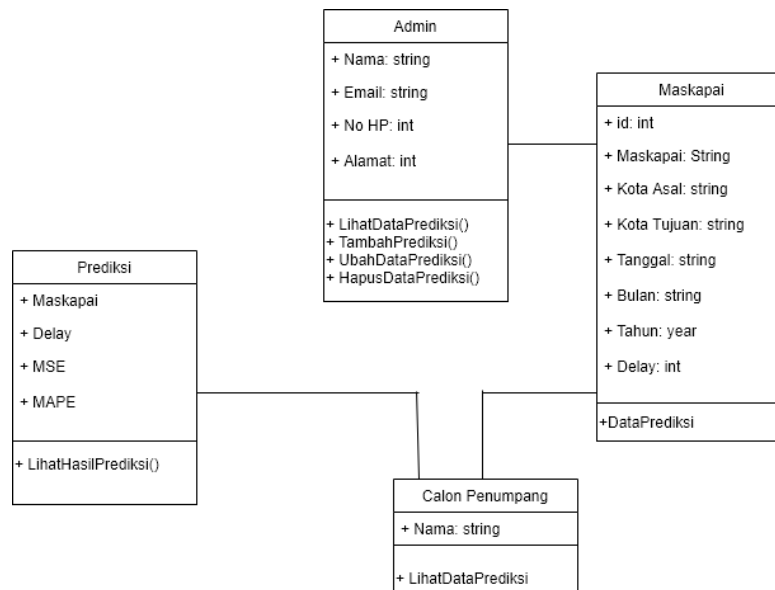 Admin
+ Nama: string
+ Email: string
+ No HP: int
+ Alamat: int
+ LihatDataPrediksi()
+ TambahPrediksi()
+ UbahDataPrediksi()
+ HapusDataPrediksi()
Maskapai
+ id: int
+ Maskapai: String
+ Kota Asal: string
+ Kota Tujuan: string
+ Tanggal: string
+ Bulan: string
+ Tahun: year
+ Delay: int
+DataPrediksi
Prediksi
+ Maskapai
+ Delay
+ MSE
+ MAPE
+ LihatHasilPrediksi()
Calon Penumpang
+ Nama: string
+ LihatDataPrediksi